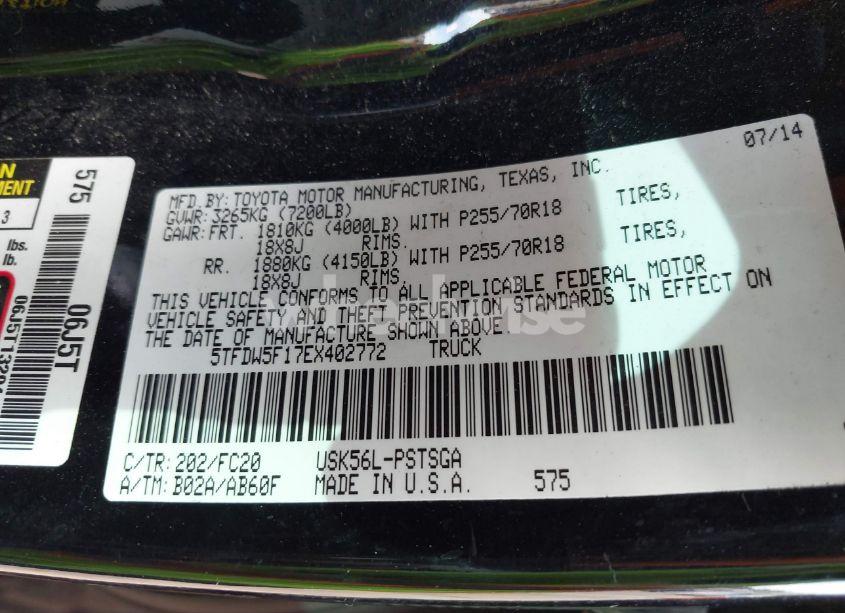 07/14
MFD.BY: TOYOTA MOTOR MANUFACTURING, TEXAS, INC.
GVWR: 3265KG (7200LB)
GAWR: FRT. 1810KG (4000LB) WITH P255/70R18 TIRES,
18X8J RIMS.
RR. 1880KG (4150LB) WITH P255/70R18 TIRES,
18X8J RIMS.
THIS VEHICLE CONFORMS TO ALL APPLICABLE FEDERAL MOTOR
VEHICLE SAFETY AND THEFT PREVENTION STANDARDS IN EFFECT ON
THE DATE OF MANUFACTURE SHOWN ABOVE
5TFDW5F17EX402772 TRUCK
C/TR: 202/FC20 USK56L-PSTSGA
A/TM: B02A/AB60F MADE IN U.S.A. 575
575
06J5T
3
lbs.
lb.